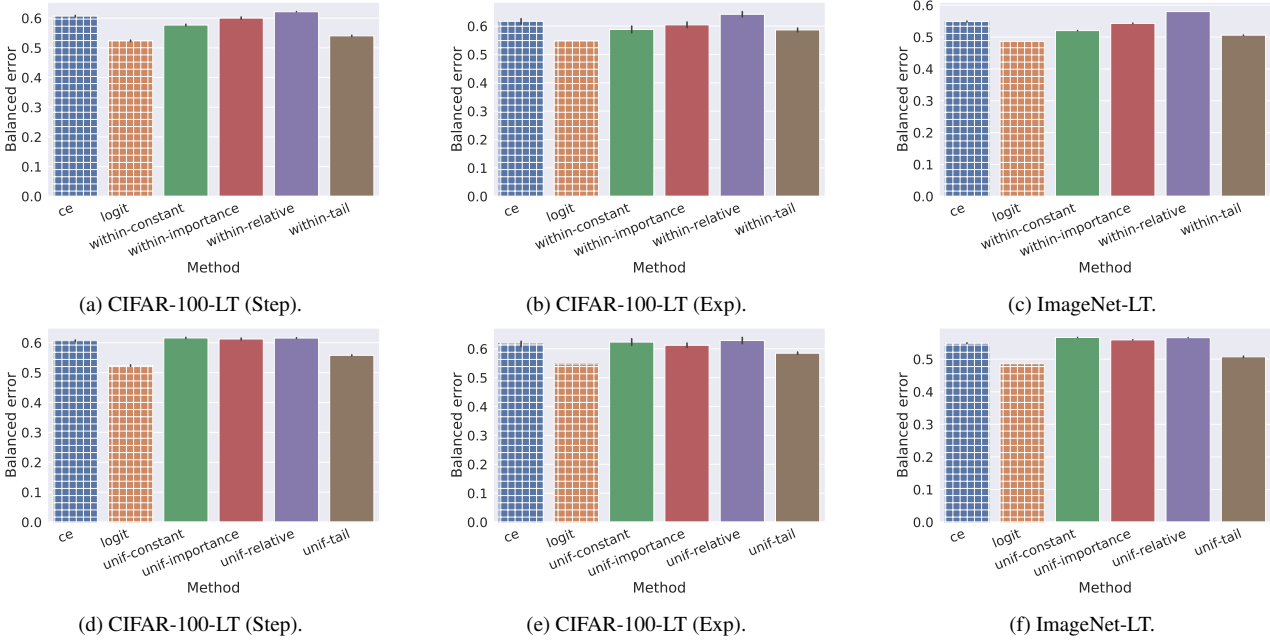 Balanced error
0.6
0.5
0.4
0.3
0.2
0.1
0.0
ce
logit
within-constant
within-importance
within-relative
within-tail
Method
(a) CIFAR-100-LT (Step).
Balanced error
0.6
0.5
0.4
0.3
0.2
0.1
0.0
ce
logit
within-constant
within-importance
within-relative
within-tail
Method
(b) CIFAR-100-LT (Exp).
Balanced error
0.6
0.5
0.4
0.3
0.2
0.1
0.0
ce
logit
within-constant
within-importance
within-relative
within-tail
Method
(c) ImageNet-LT.
Balanced error
0.6
0.5
0.4
0.3
0.2
0.1
0.0
ce
logit
unif-constant
unif-importance
unif-relative
unif-tail
Method
(d) CIFAR-100-LT (Step).
Balanced error
0.6
0.5
0.4
0.3
0.2
0.1
0.0
ce
logit
unif-constant
unif-importance
unif-relative
unif-tail
Method
(e) CIFAR-100-LT (Exp).
Balanced error
0.5
0.4
0.3
0.2
0.1
0.0
ce
logit
unif-constant
unif-importance
unif-relative
unif-tail
Method
(f) ImageNet-LT.